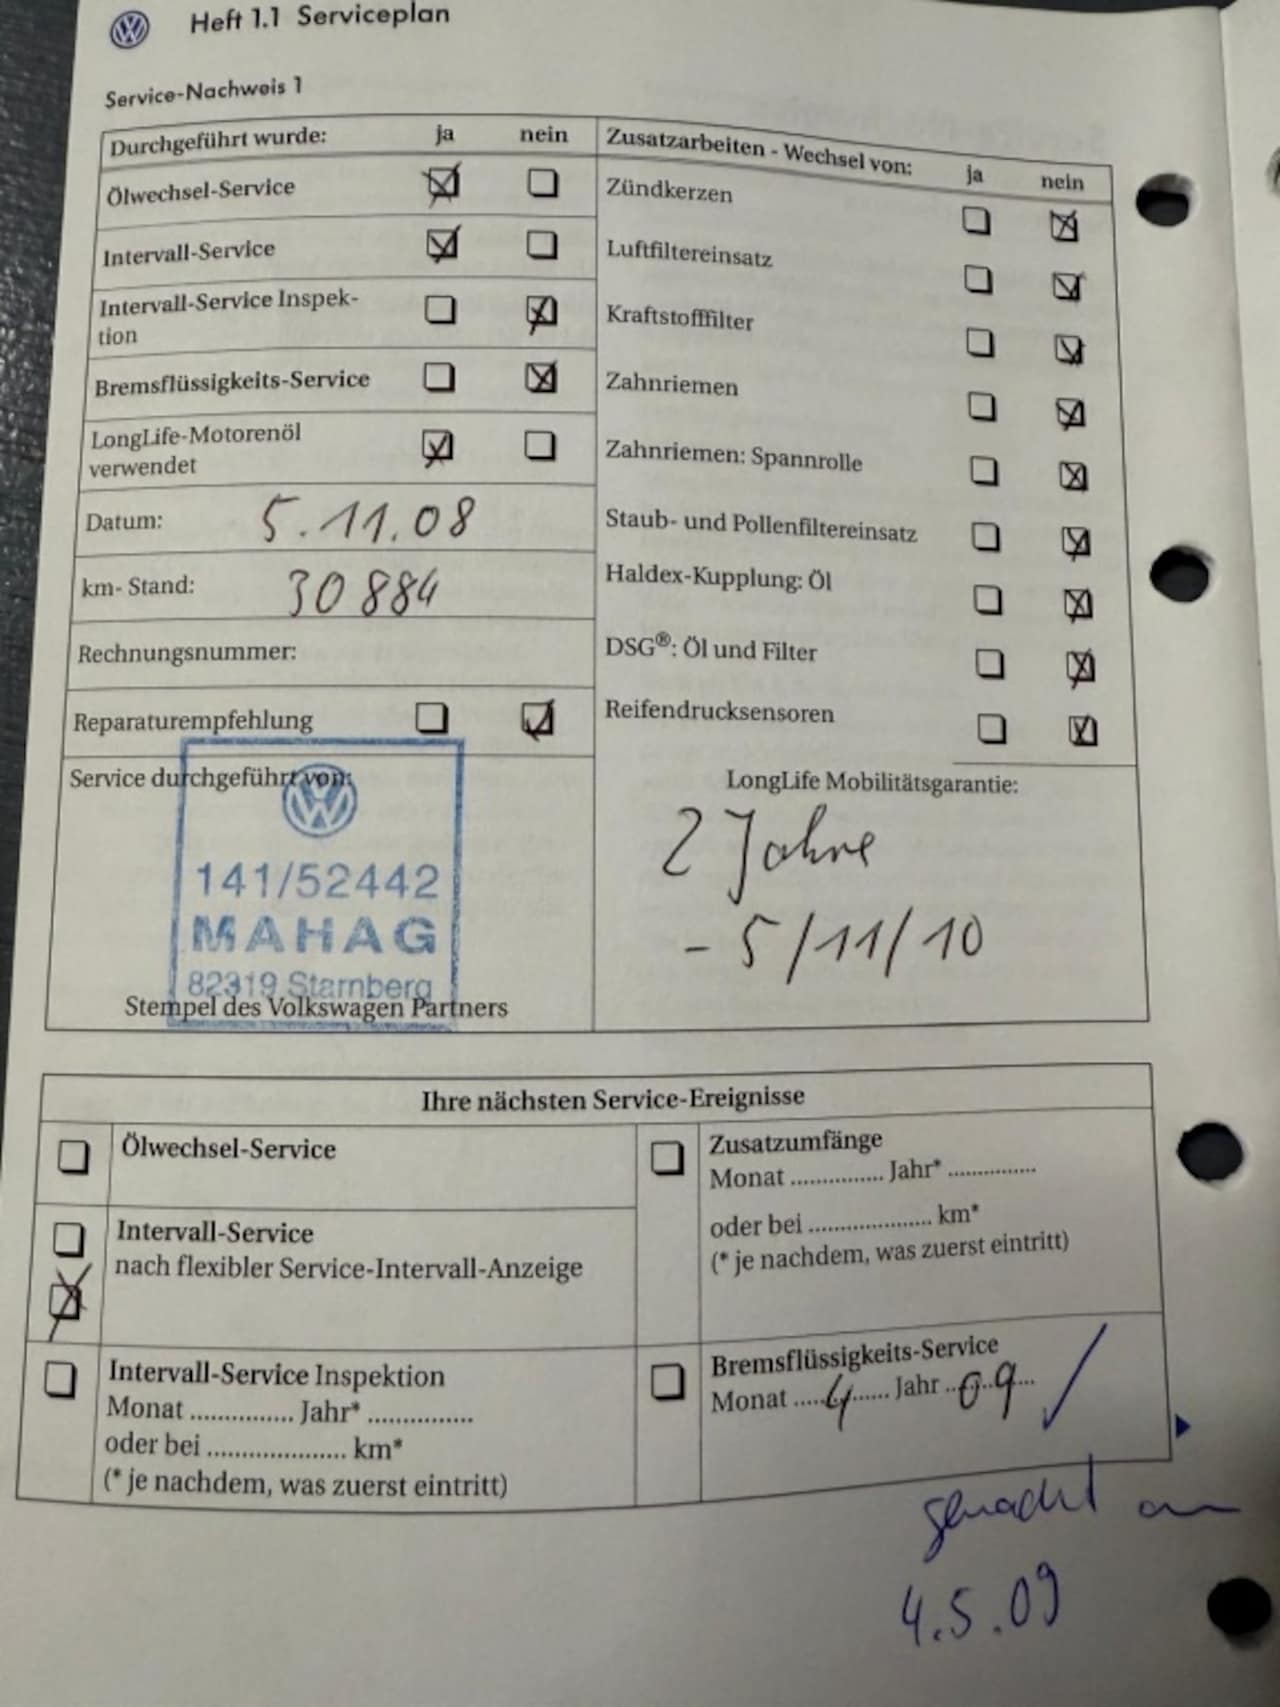 Heft 1.1 Serviceplan
Service-Nachweis 1
Durchgeführt wurde: ja nein
Ölwechsel-Service
Intervall-Service
Intervall-Service Inspek-
tion
Bremsflüssigkeits-Service
LongLife-Motorenöl
verwendet
Datum: 5.11.08
km- Stand: 30884
Rechnungsnummer:
Reparaturempfehlung
Service durchgeführt von:
141/52442
MAHAG
82319 Starnberg
Stempel des Volkswagen Partners
Zusatzarbeiten - Wechsel von: ja nein
Zündkerzen
Luftfiltereinsatz
Kraftstofffilter
Zahnriemen
Zahnriemen: Spannrolle
Staub- und Pollenfiltereinsatz
Haldex-Kupplung: Öl
DSG®: Öl und Filter
Reifendrucksensoren
LongLife Mobilitätsgarantie:
2 Jahre
- 5/11/10
Ihre nächsten Service-Ereignisse
Ölwechsel-Service
Intervall-Service
nach flexibler Service-Intervall-Anzeige
Intervall-Service Inspektion
Monat ............... Jahr* ...............
oder bei .................... km*
(* je nachdem, was zuerst eintritt)
Zusatzumfänge
Monat ............... Jahr* ..............
oder bei .................... km*
(* je nachdem, was zuerst eintritt)
Bremsflüssigkeits-Service
Monat .....4...... Jahr ..09...
gemacht am
4.5.09